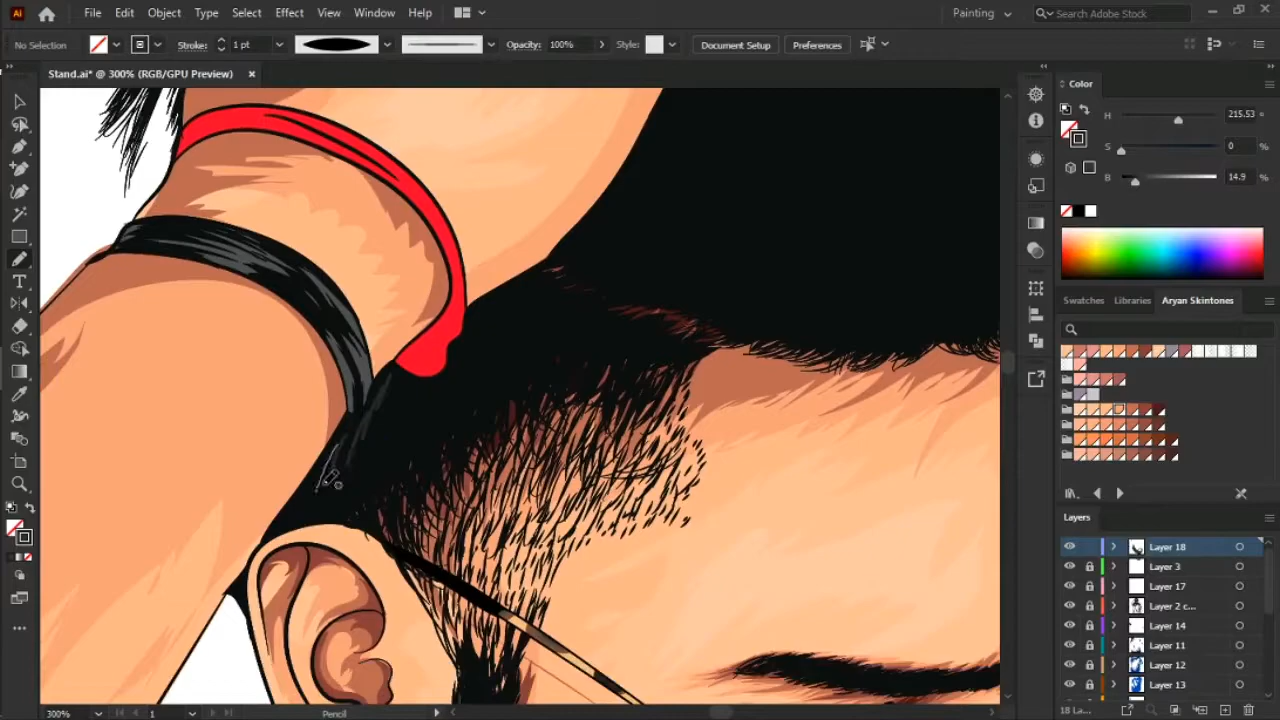 Ai File Edit Object Type Select Effect View Window Help Painting Search Adobe Stock
No Selection Stroke: 1 pt Opacity: 100% Style: Document Setup Preferences
Stand.ai* @ 300% (RGB/GPU Preview)
Color
H 215.53 °
S 0 %
B 14.9 %
Swatches Libraries Aryan Skintones
Layers
Layer 18
Layer 3
Layer 17
Layer 2 c...
Layer 14
Layer 11
Layer 12
Layer 13
300% 1 Pencil 18 La...